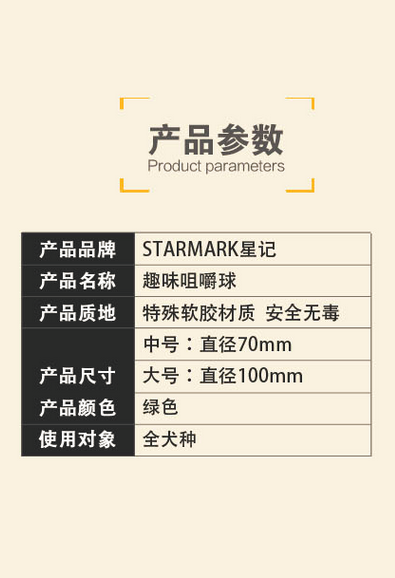 产品参数
Product parameters
产品品牌 STARMARK星记
产品名称 趣味咀嚼球
产品质地 特殊软胶材质 安全无毒
中号：直径70mm
产品尺寸 大号：直径100mm
产品颜色 绿色
使用对象 全犬种